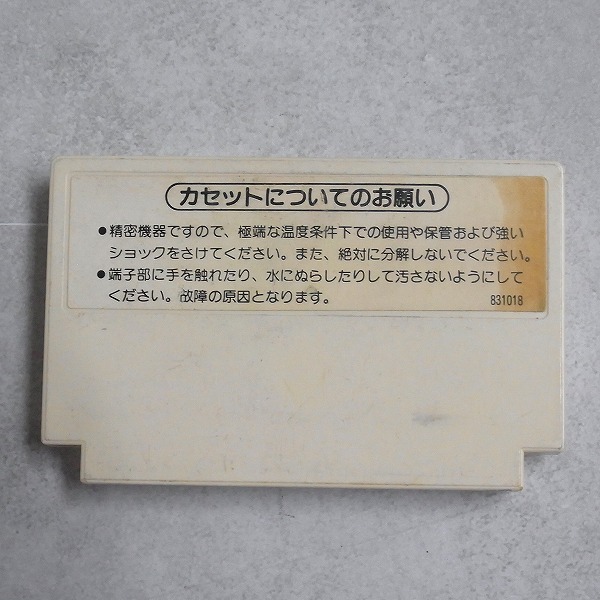 カセットについてのお願い
●精密機器ですので、極端な温度条件下での使用や保管および強い
ショックをさけてください。また、絶対に分解しないでください。
●端子部に手を触れたり、水にぬらしたりして汚さないようにして
ください。故障の原因となります。
831018